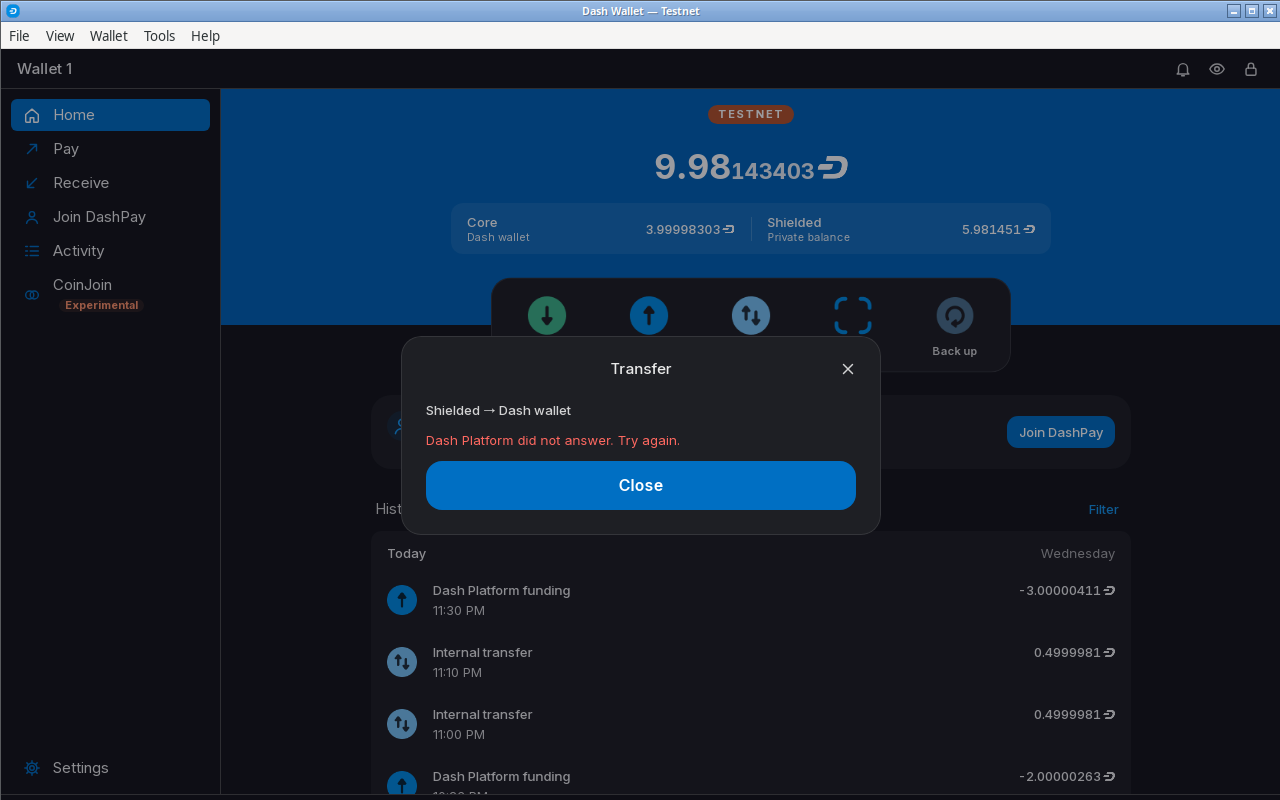 Dash Wallet — Testnet
File View Wallet Tools Help
Wallet 1
Home
Pay
Receive
Join DashPay
Activity
CoinJoin
Experimental
Settings
TESTNET
9.98143403
Core
Dash wallet
3.99998303
Shielded
Private balance
5.981451
Back up
Transfer
Shielded → Dash wallet
Dash Platform did not answer. Try again.
Close
Join DashPay
Hist
Filter
Today
Wednesday
Dash Platform funding
-3.00000411
11:30 PM
Internal transfer
0.4999981
11:10 PM
Internal transfer
0.4999981
11:00 PM
Dash Platform funding
-2.00000263